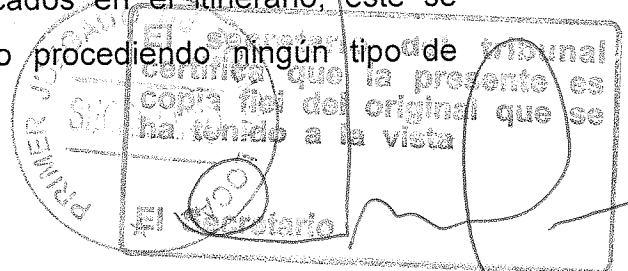 cados en el itinerario, éste se
o procediendo ningún tipo de
El secretario del tribunal
certifica que la presente es
copia fiel del original que se
ha tenido a la vista
El Secretario
PRIMER JUZGADO